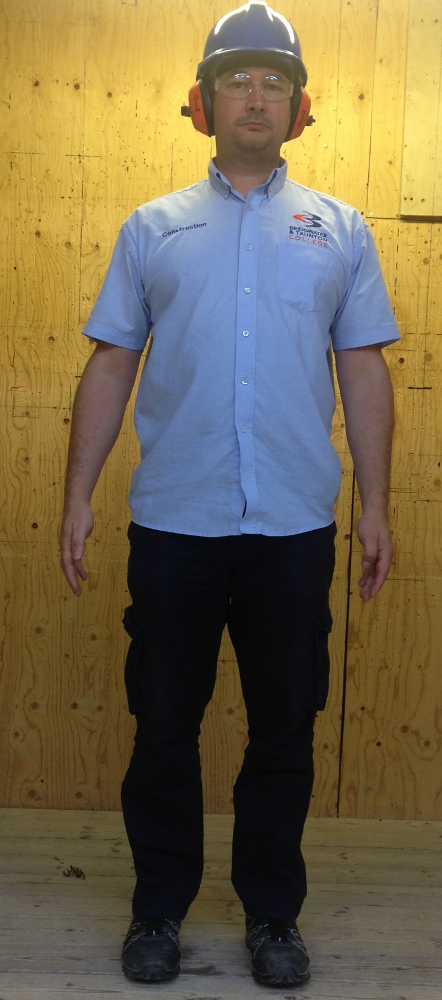 Construction
BRIDGWATER
& TAUNTON
COLLEGE